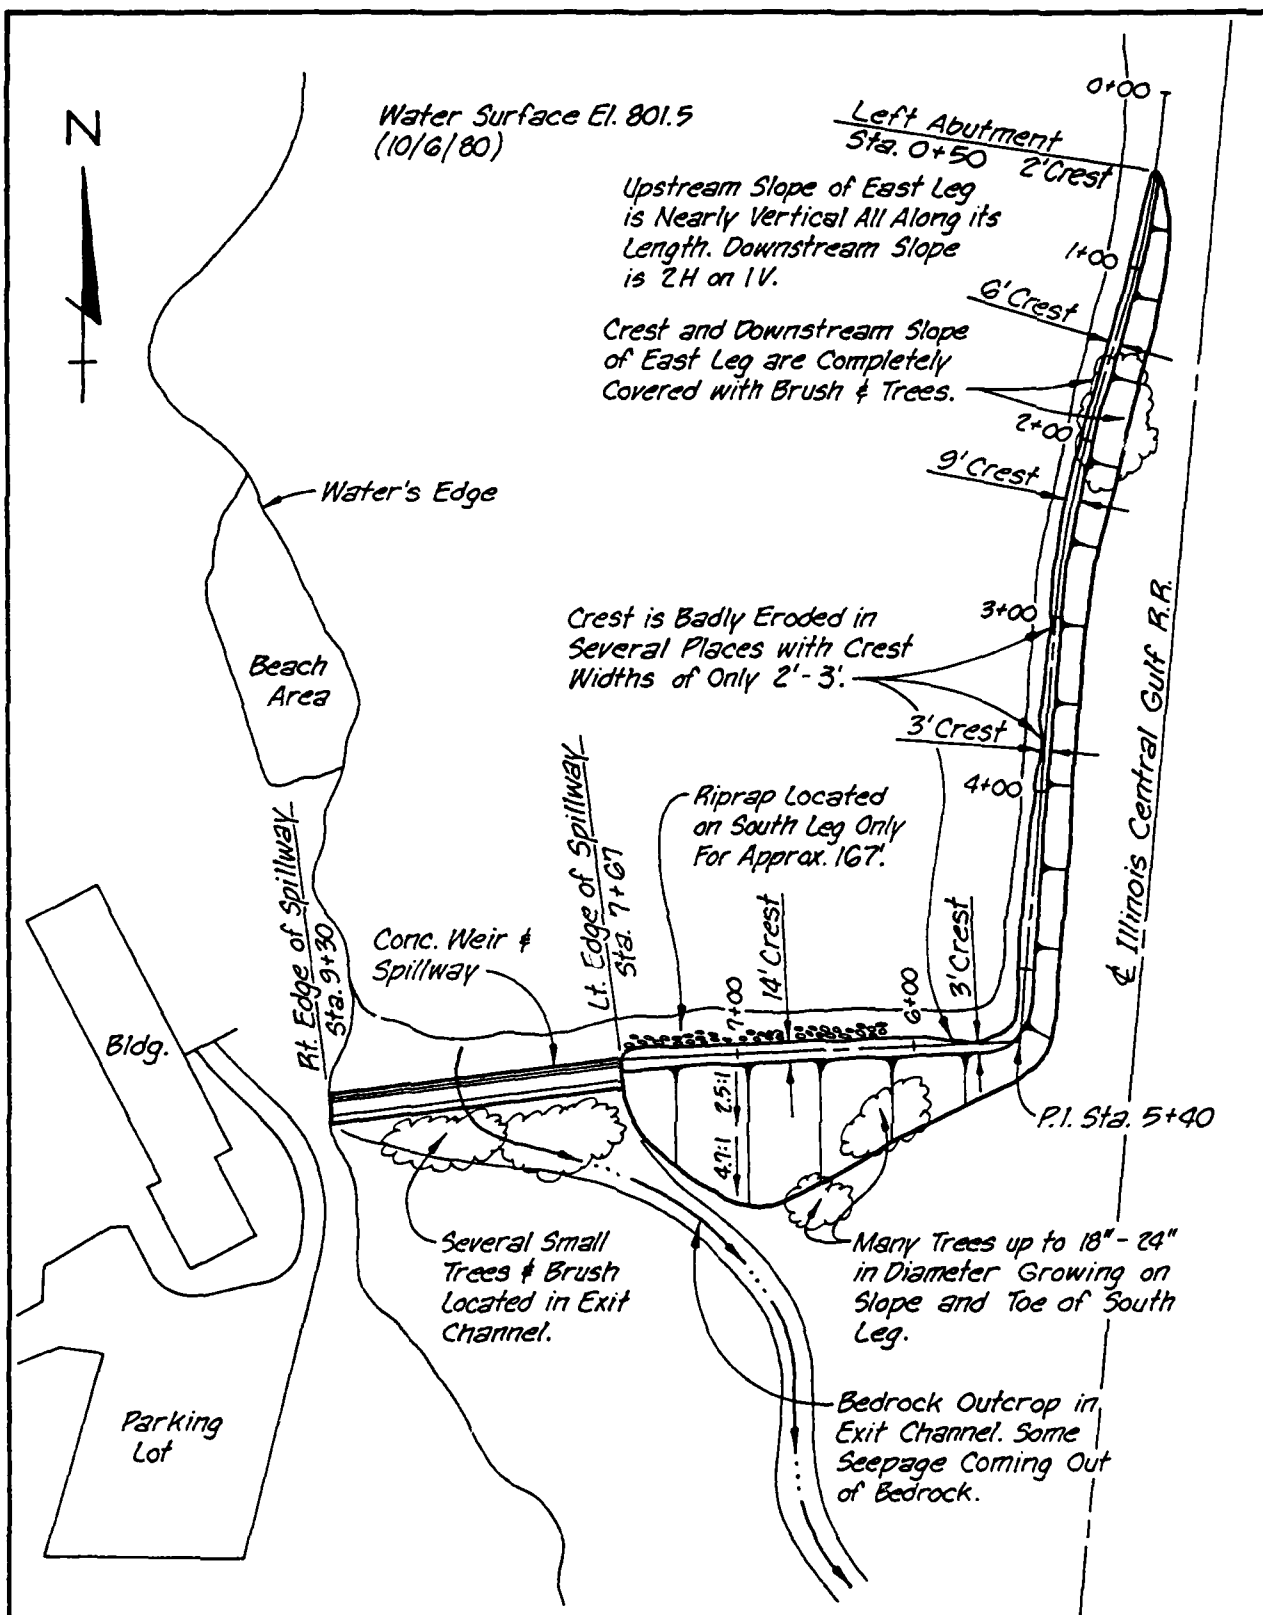 N
Water Surface El. 801.5
(10/6/80)
0+00
Left Abutment
Sta. 0+50
2' Crest
Upstream Slope of East Leg
is Nearly Vertical All Along its
Length. Downstream Slope
is 2H on 1V.
1+00
6' Crest
Crest and Downstream Slope
of East Leg are Completely
Covered with Brush & Trees.
2+00
9' Crest
Water's Edge
Crest is Badly Eroded in
Several Places with Crest
Widths of Only 2'-3'.
3+00
Beach
Area
3' Crest
4+00
℄ Illinois Central Gulf R.R.
Riprap Located
on South Leg Only
For Approx. 167'.
Rt. Edge of Spillway
Sta. 9+30
Lt. Edge of Spillway
Sta. 7+67
Conc. Weir &
Spillway
7+00
14' Crest
6+00
3' Crest
Bldg.
2.5:1
4.7:1
P.I. Sta. 5+40
Several Small
Trees & Brush
Located in Exit
Channel.
Many Trees up to 18"-24"
in Diameter Growing on
Slope and Toe of South
Leg.
Parking
Lot
Bedrock Outcrop in
Exit Channel. Some
Seepage Coming Out
of Bedrock.